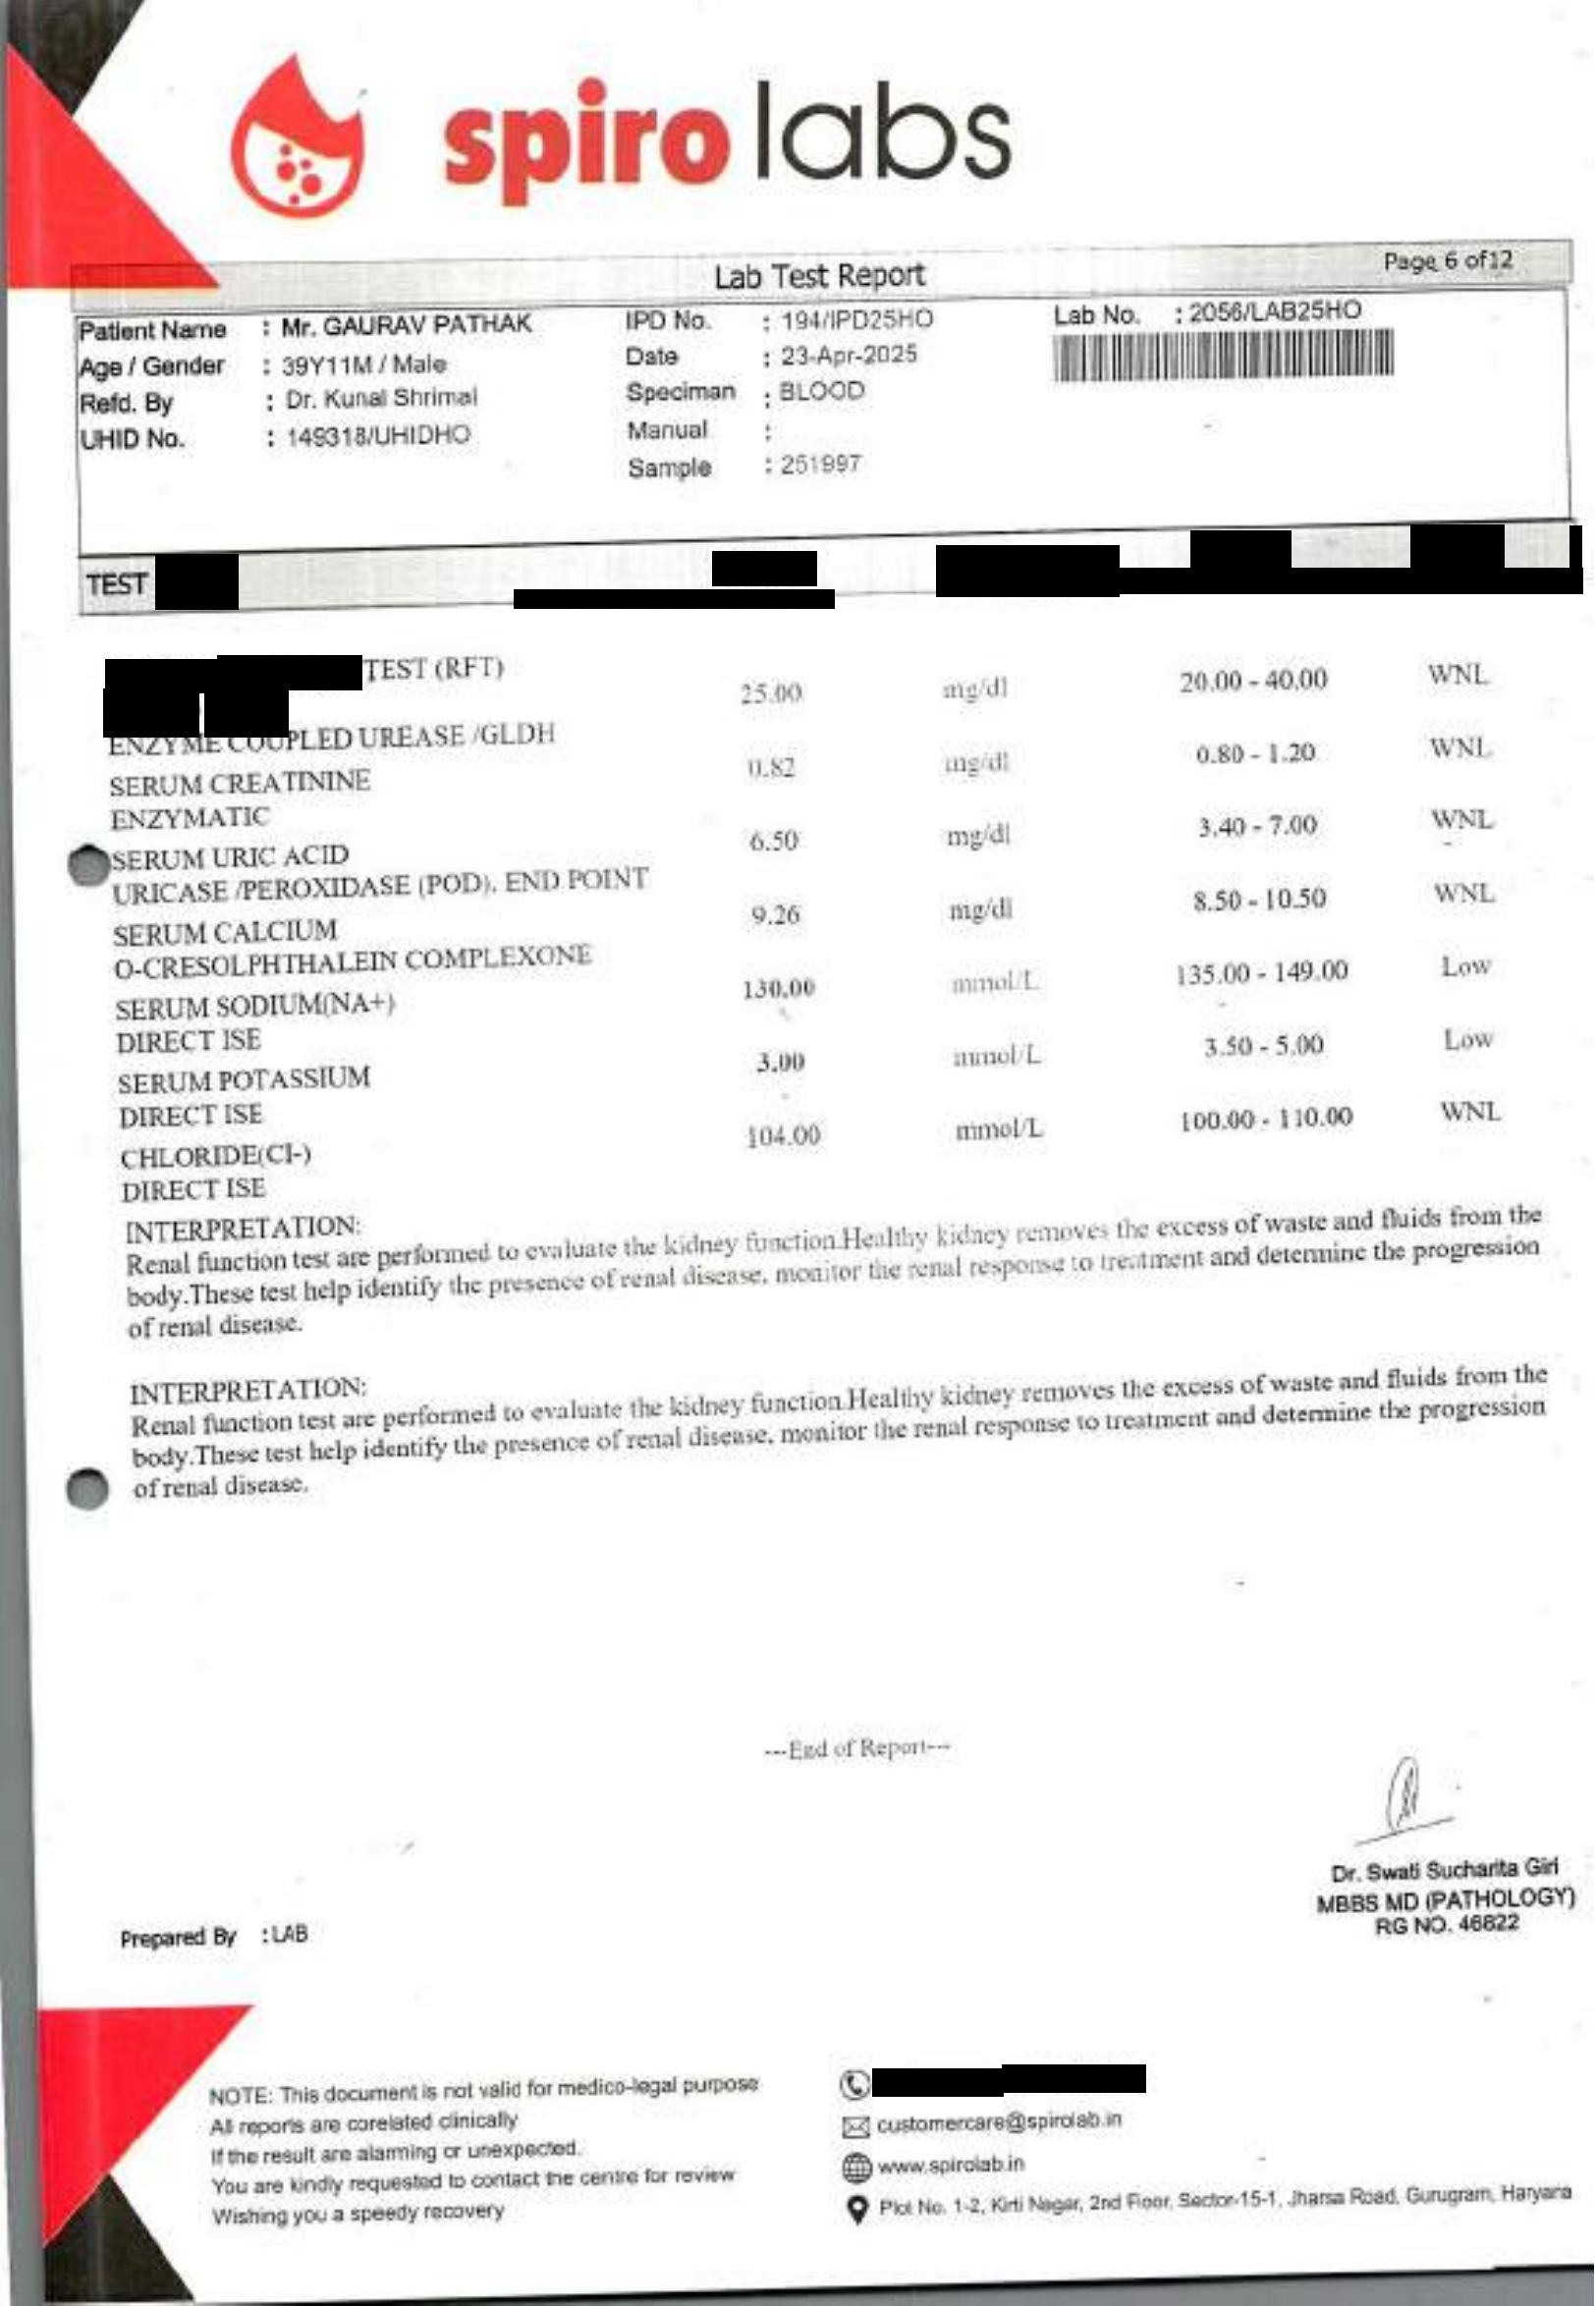 spiro labs
Lab Test Report
Page 6 of 12
Patient Name : Mr. GAURAV PATHAK
IPD No. : 194/IPD25HO
Lab No. : 2056/LAB25HO
Age / Gender : 39Y11M / Male
Date : 23-Apr-2025
Refd. By : Dr. Kunal Shrimal
Speciman : BLOOD
UHID No. : 149318/UHIDHO
Manual :
Sample : 251997
TEST
TEST (RFT)
25.00 mg/dl 20.00 - 40.00 WNL
ENZYME COUPLED UREASE /GLDH
SERUM CREATININE 0.82 mg/dl 0.80 - 1.20 WNL
ENZYMATIC
SERUM URIC ACID 6.50 mg/dl 3.40 - 7.00 WNL
URICASE /PEROXIDASE (POD), END POINT
SERUM CALCIUM 9.26 mg/dl 8.50 - 10.50 WNL
O-CRESOLPHTHALEIN COMPLEXONE
SERUM SODIUM(NA+) 130.00 mmol/L 135.00 - 149.00 Low
DIRECT ISE
SERUM POTASSIUM 3.00 mmol/L 3.50 - 5.00 Low
DIRECT ISE
CHLORIDE(Cl-) 104.00 mmol/L 100.00 - 110.00 WNL
DIRECT ISE
INTERPRETATION:
Renal function test are performed to evaluate the kidney function.Healthy kidney removes the excess of waste and fluids from the
body.These test help identify the presence of renal disease, monitor the renal response to treatment and determine the progression
of renal disease.
INTERPRETATION:
Renal function test are performed to evaluate the kidney function.Healthy kidney removes the excess of waste and fluids from the
body.These test help identify the presence of renal disease, monitor the renal response to treatment and determine the progression
of renal disease.
---End of Report---
Dr. Swati Sucharita Giri
MBBS MD (PATHOLOGY)
RG NO. 46822
Prepared By : LAB
NOTE: This document is not valid for medico-legal purpose
All reports are corelated clinically
If the result are alarming or unexpected.
You are kindly requested to contact the centre for review
Wishing you a speedy recovery
customercare@spirolab.in
www.spirolab.in
Plot No. 1-2, Kirti Nagar, 2nd Floor, Sector-15-1, Jharsa Road, Gurugram, Haryana